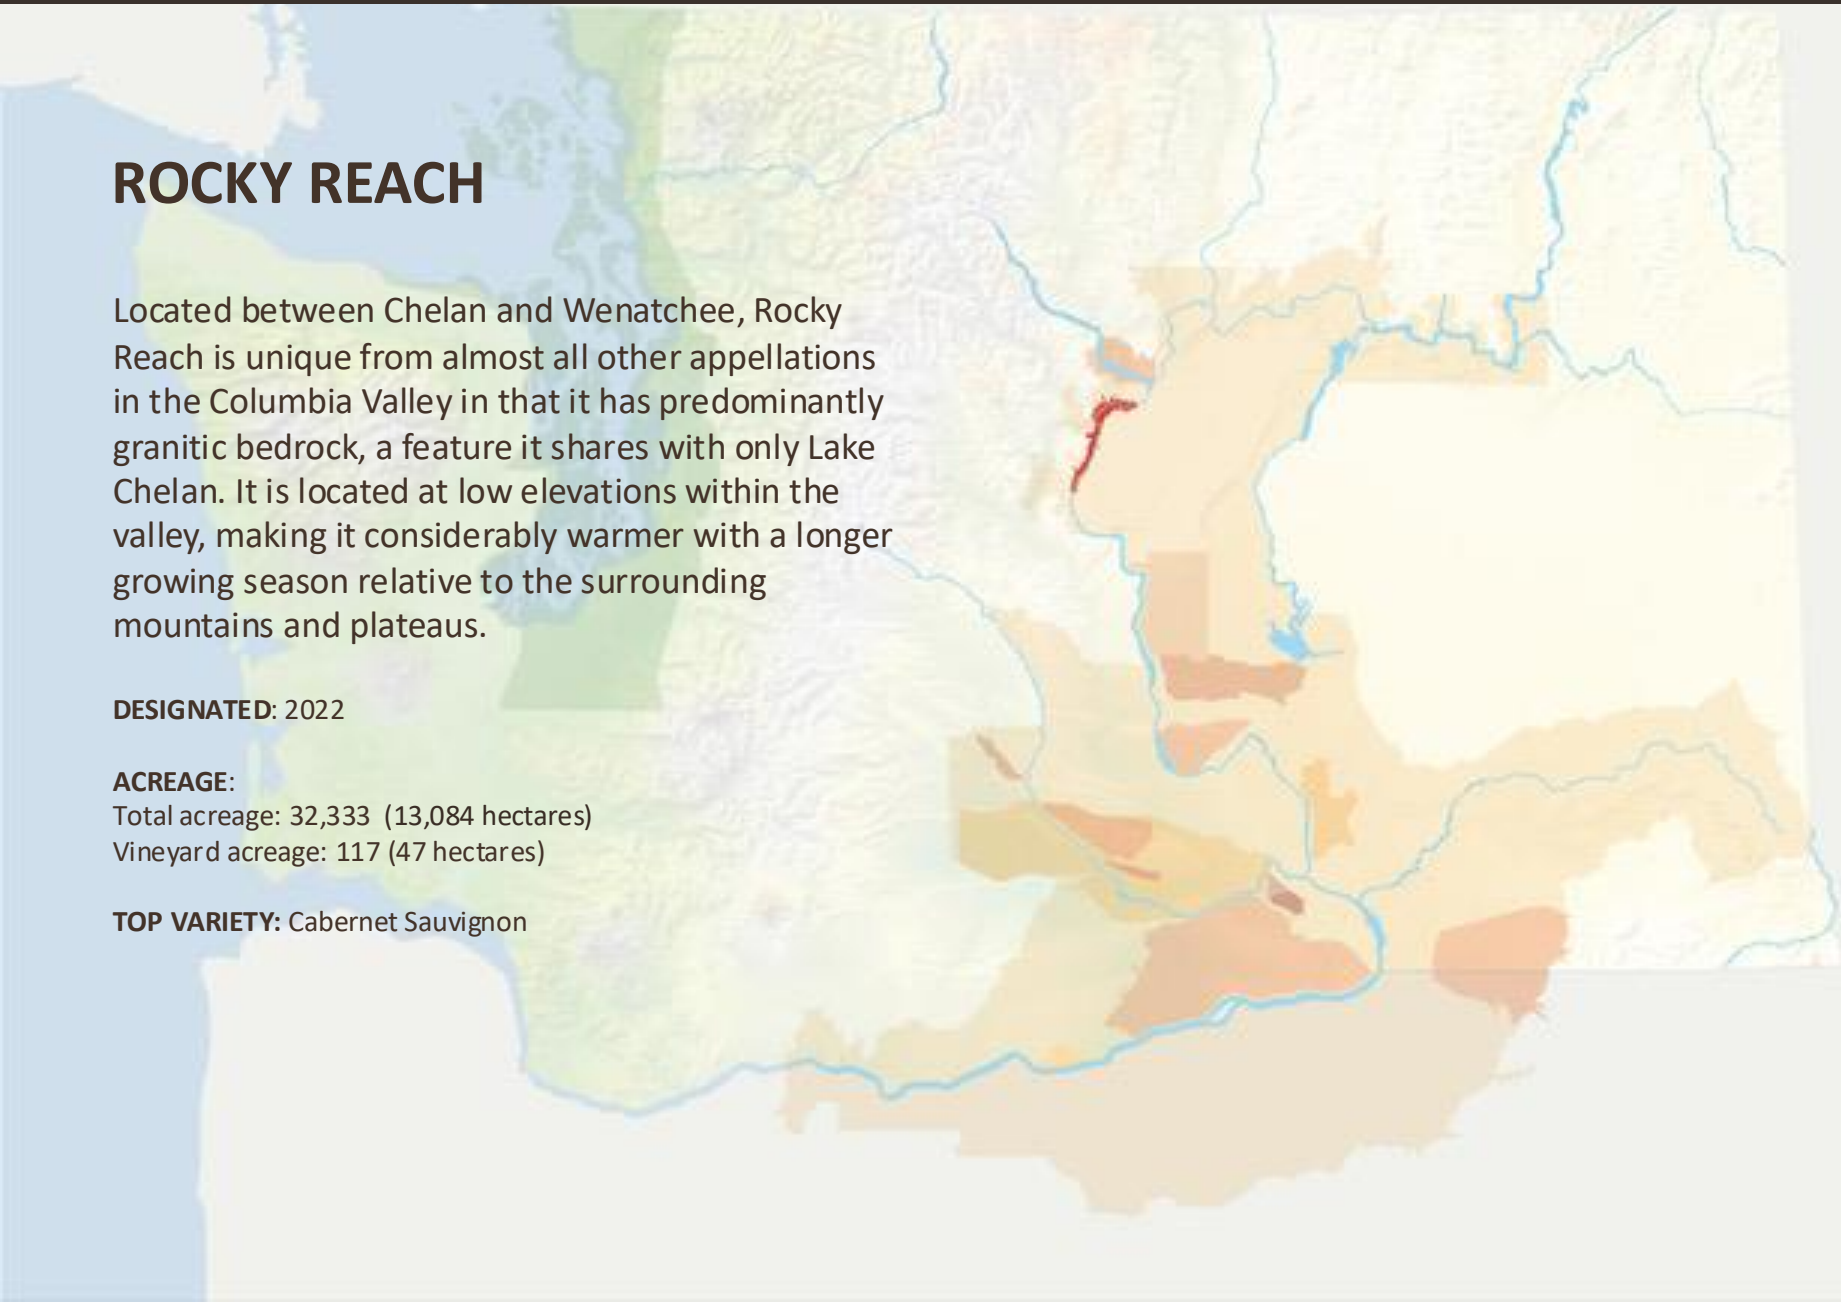 ROCKY REACH
Located between Chelan and Wenatchee, Rocky
Reach is unique from almost all other appellations
in the Columbia Valley in that it has predominantly
granitic bedrock, a feature it shares with only Lake
Chelan. It is located at low elevations within the
valley, making it considerably warmer with a longer
growing season relative to the surrounding
mountains and plateaus.
DESIGNATED: 2022
ACREAGE:
Total acreage: 32,333  (13,084 hectares)
Vineyard acreage: 117 (47 hectares)
TOP VARIETY: Cabernet Sauvignon